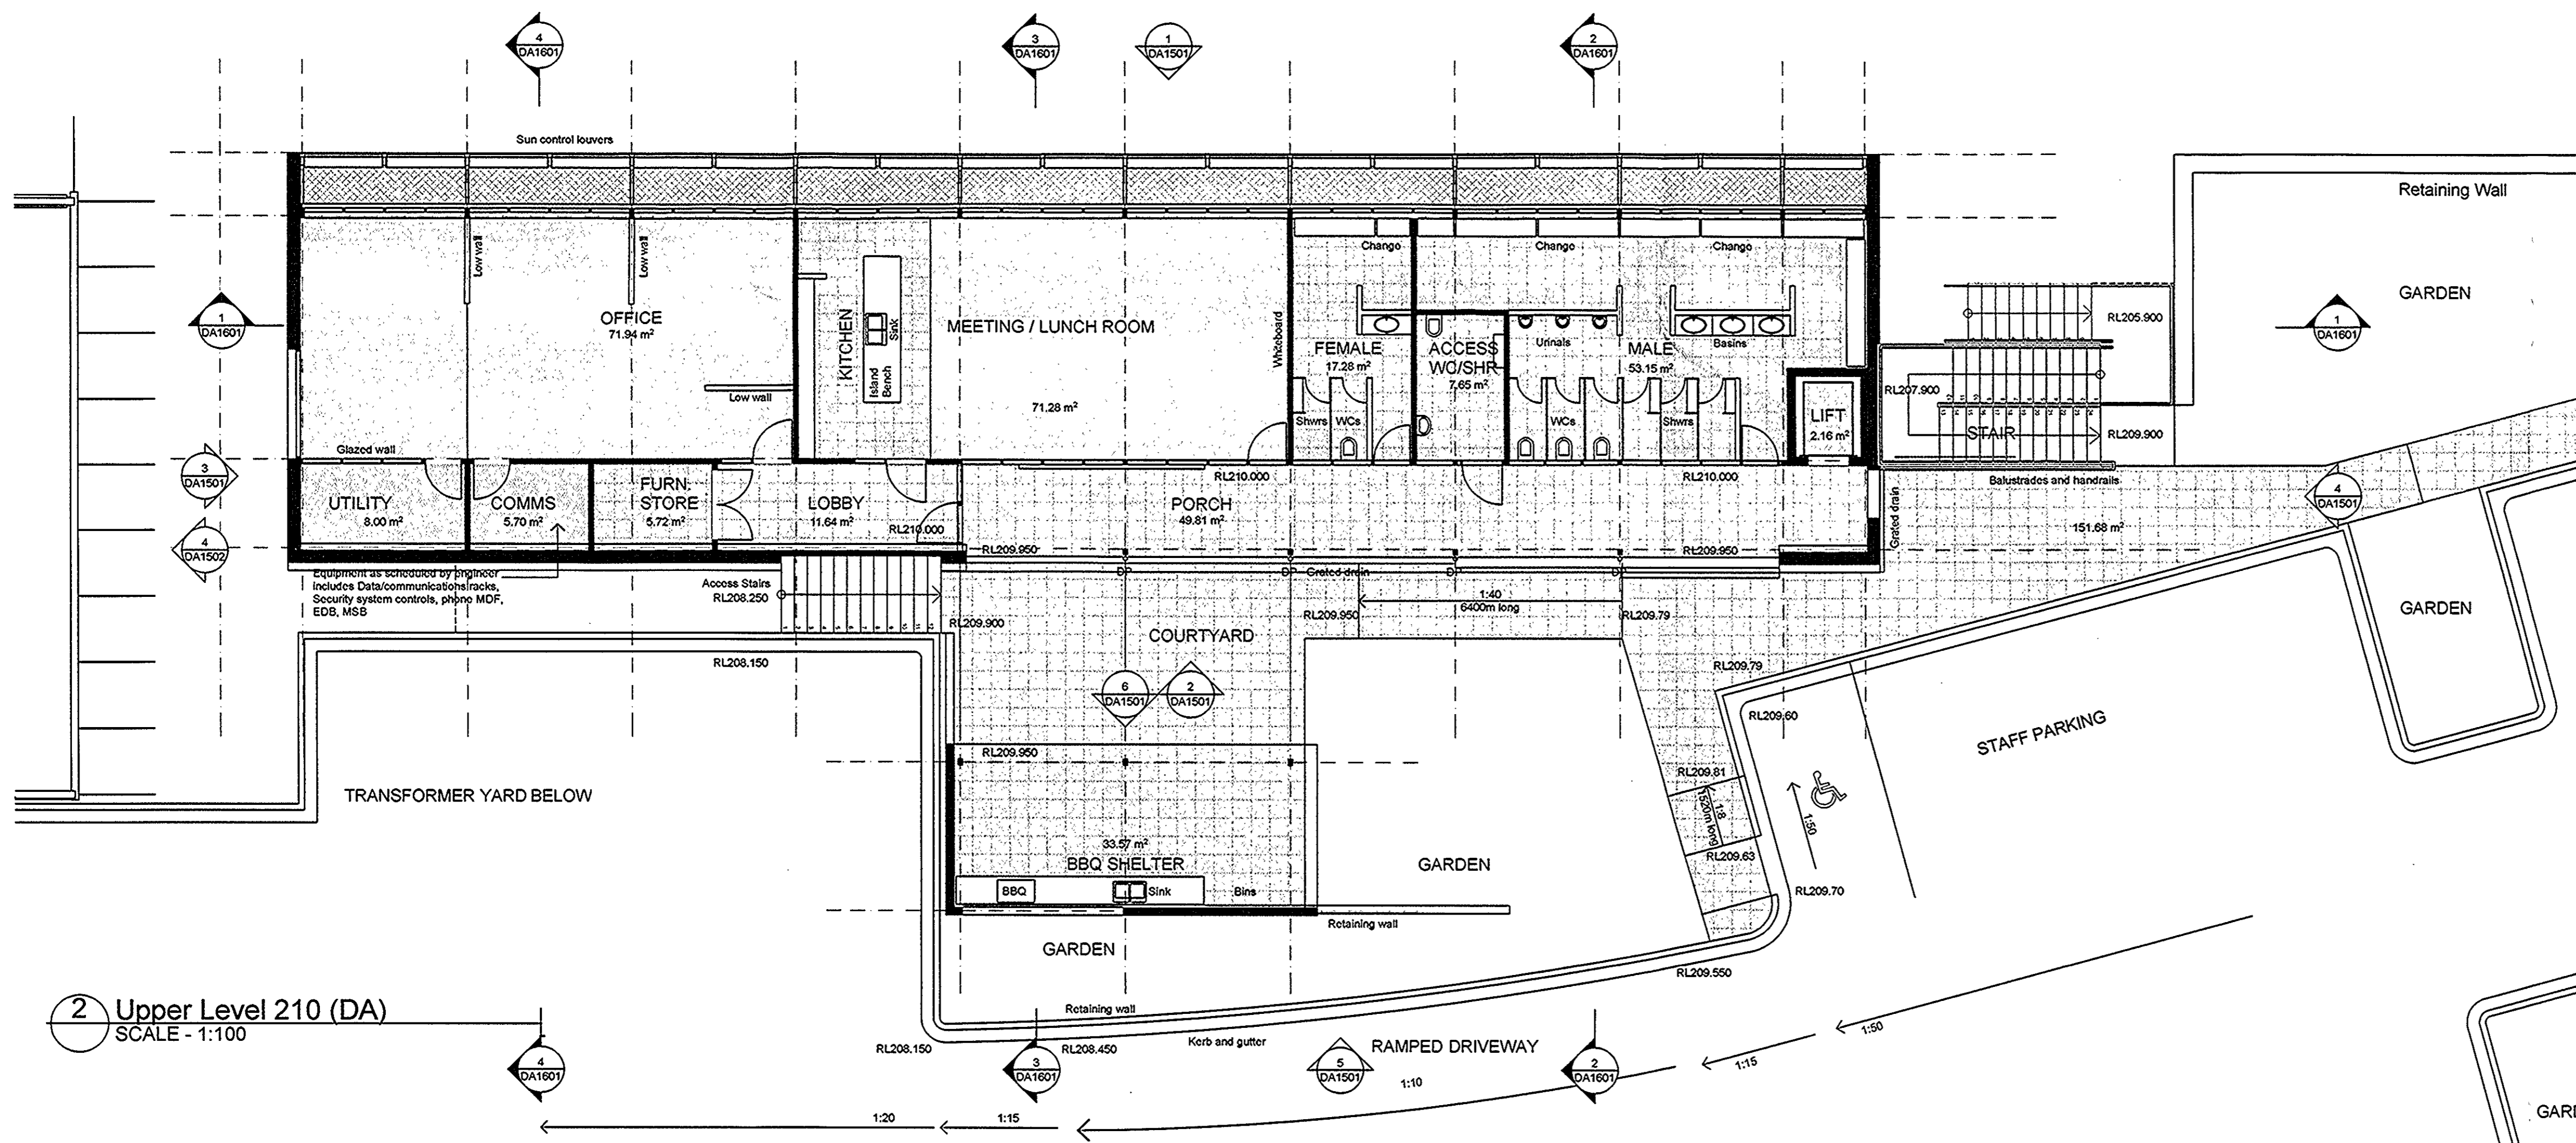 4
DA1601
3
DA1601
1
DA1501
2
DA1601
Sun control louvers
Retaining Wall
Low wall
Low wall
Change
Change
Change
GARDEN
1
DA1601
OFFICE
71.94 m²
KITCHEN
Sink
Island
Bench
MEETING / LUNCH ROOM
71.28 m²
Whiteboard
FEMALE
17.28 m²
ACCESS
WC/SHR
7.65 m²
Urinals
MALE
53.15 m²
Basins
RL205.900
1
DA1601
Low wall
Shwrs
WCs
WCs
Shwrs
LIFT
2.16 m²
RL207.900
STAIR
RL209.900
Glazed wall
3
DA1501
RL210.000
RL210.000
Balustrades and handrails
UTILITY
8.00 m²
COMMS
5.70 m²
FURN.
STORE
5.72 m²
LOBBY
11.64 m²
RL210.000
PORCH
49.81 m²
Grated drain
4
DA1501
151.68 m²
4
DA1502
RL209.950
RL209.950
Equipment as scheduled by engineer
Includes Data/communications racks,
Security system controls, phone MDF,
EDB, MSB
Access Stairs
RL208.250
DP
DP
Grated drain
DP
DP
RL209.900
RL209.950
1:40
6400m long
RL209.79
GARDEN
COURTYARD
RL208.150
RL209.79
6
DA1501
2
DA1501
RL209.60
STAFF PARKING
RL209.950
RL209.81
TRANSFORMER YARD BELOW
1:8
1520m long
1:50
33.57 m²
BBQ SHELTER
GARDEN
RL209.63
BBQ
Sink
Bins
RL209.70
Retaining wall
GARDEN
RL209.550
2
Upper Level 210 (DA)
SCALE - 1:100
Retaining wall
Kerb and gutter
RL208.150
RL208.450
RAMPED DRIVEWAY
1:50
1:15
1:10
4
DA1601
3
DA1601
5
DA1501
2
DA1601
1:20
1:15
GARD